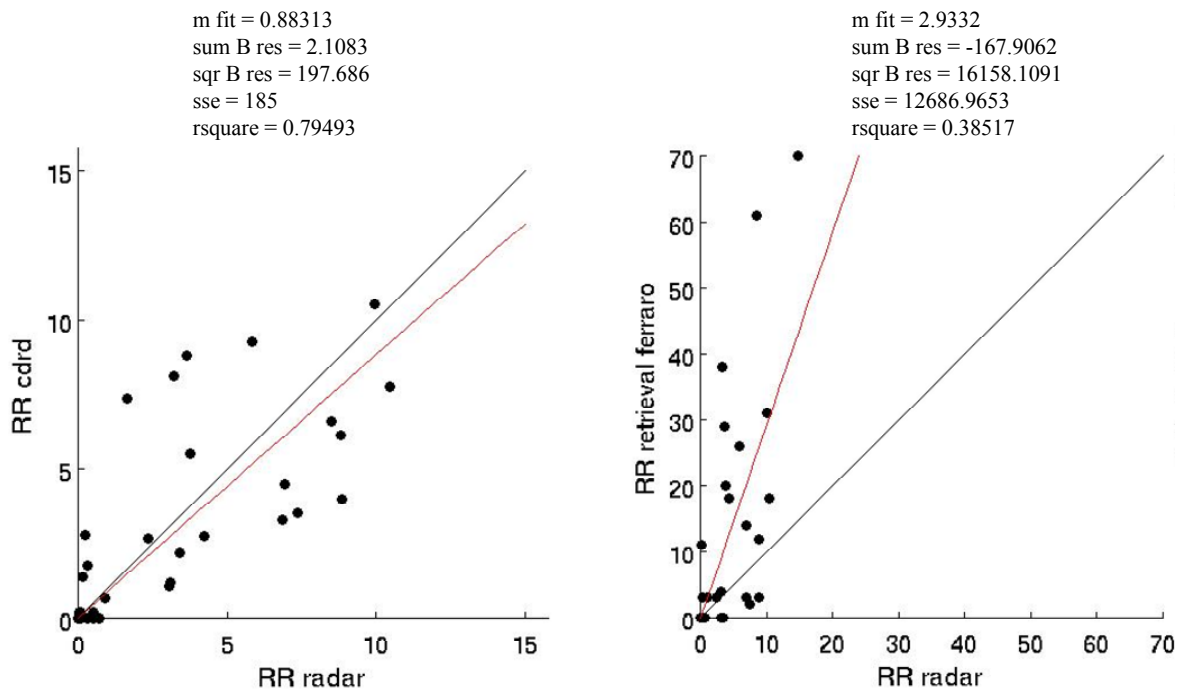 m fit = 0.88313
sum B res = 2.1083
sqr B res = 197.686
sse = 185
rsquare = 0.79493
15
10
5
0
RR cdrd
0 5 10 15
RR radar
m fit = 2.9332
sum B res = -167.9062
sqr B res = 16158.1091
sse = 12686.9653
rsquare = 0.38517
70
60
50
40
30
20
10
0
RR retrieval ferraro
0 10 20 30 40 50 60 70
RR radar